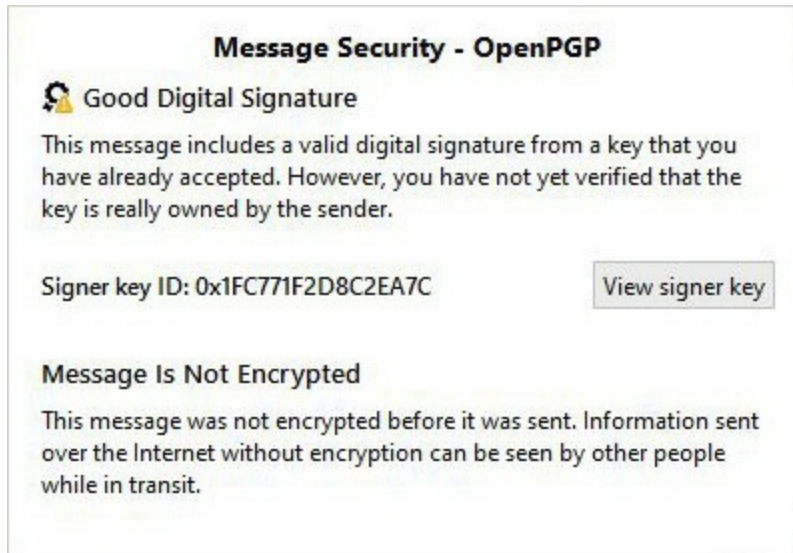 Message Security - OpenPGP
Good Digital Signature
This message includes a valid digital signature from a key that you
have already accepted. However, you have not yet verified that the
key is really owned by the sender.
Signer key ID: 0x1FC771F2D8C2EA7C
View signer key
Message Is Not Encrypted
This message was not encrypted before it was sent. Information sent
over the Internet without encryption can be seen by other people
while in transit.